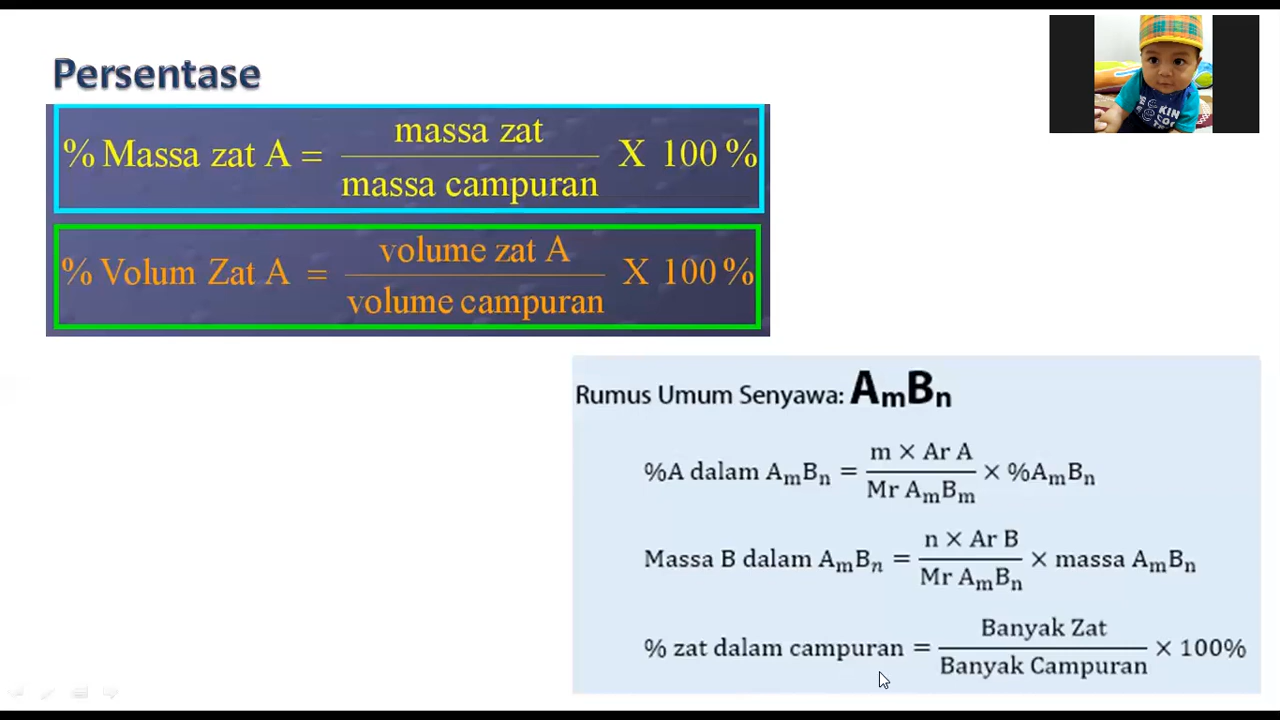 Persentase
% Massa zat A = massa zat / massa campuran X 100 %
% Volum Zat A = volume zat A / volume campuran X 100 %
Rumus Umum Senyawa: AₘBₙ
%A dalam AₘBₙ = m × Ar A / Mr AₘBₘ × %AₘBₙ
Massa B dalam AₘBₙ = n × Ar B / Mr AₘBₙ × massa AₘBₙ
% zat dalam campuran = Banyak Zat / Banyak Campuran × 100%